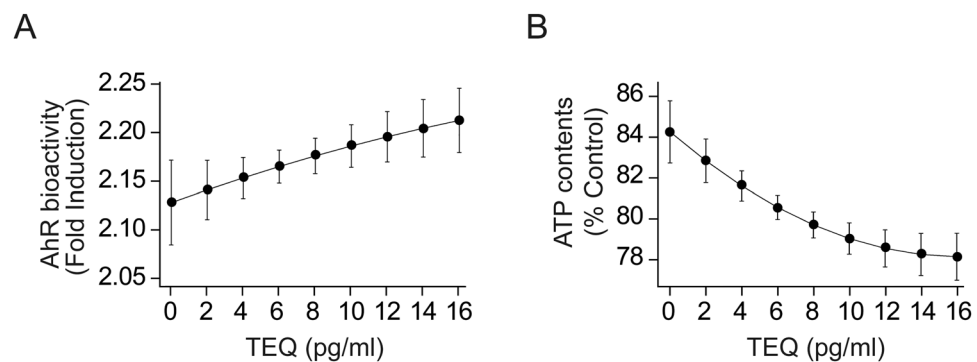 A
AhR bioactivity
(Fold Induction)
2.25
2.20
2.15
2.10
2.05
0 2 4 6 8 10 12 14 16
TEQ (pg/ml)
B
ATP contents
(% Control)
86
84
82
80
78
0 2 4 6 8 10 12 14 16
TEQ (pg/ml)